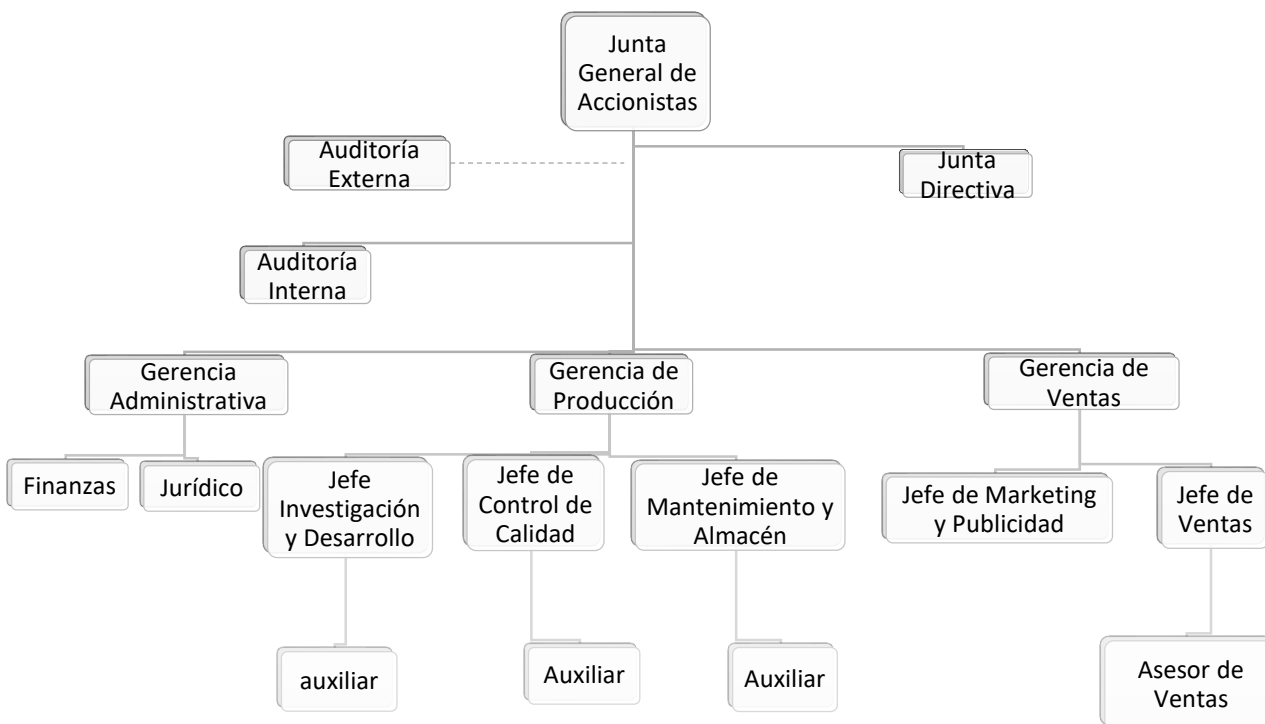 Junta
General de
Accionistas
Auditoría
Externa
Junta
Directiva
Auditoría
Interna
Gerencia
Administrativa
Gerencia de
Producción
Gerencia de
Ventas
Finanzas
Jurídico
Jefe
Investigación
y Desarrollo
Jefe de
Control de
Calidad
Jefe de
Mantenimiento y
Almacén
Jefe de Marketing
y Publicidad
Jefe de
Ventas
auxiliar
Auxiliar
Auxiliar
Asesor de
Ventas